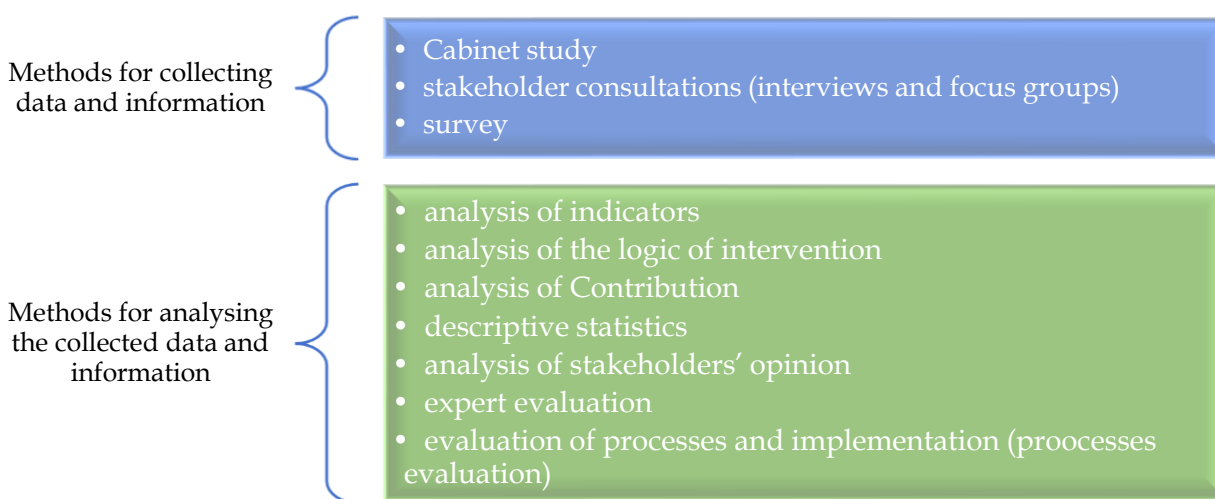 Methods for collecting
data and information
• Cabinet study
• stakeholder consultations (interviews and focus groups)
• survey
Methods for analysing
the collected data and
information
• analysis of indicators
• analysis of the logic of intervention
• analysis of Contribution
• descriptive statistics
• analysis of stakeholders’ opinion
• expert evaluation
• evaluation of processes and implementation (proocesses
evaluation)